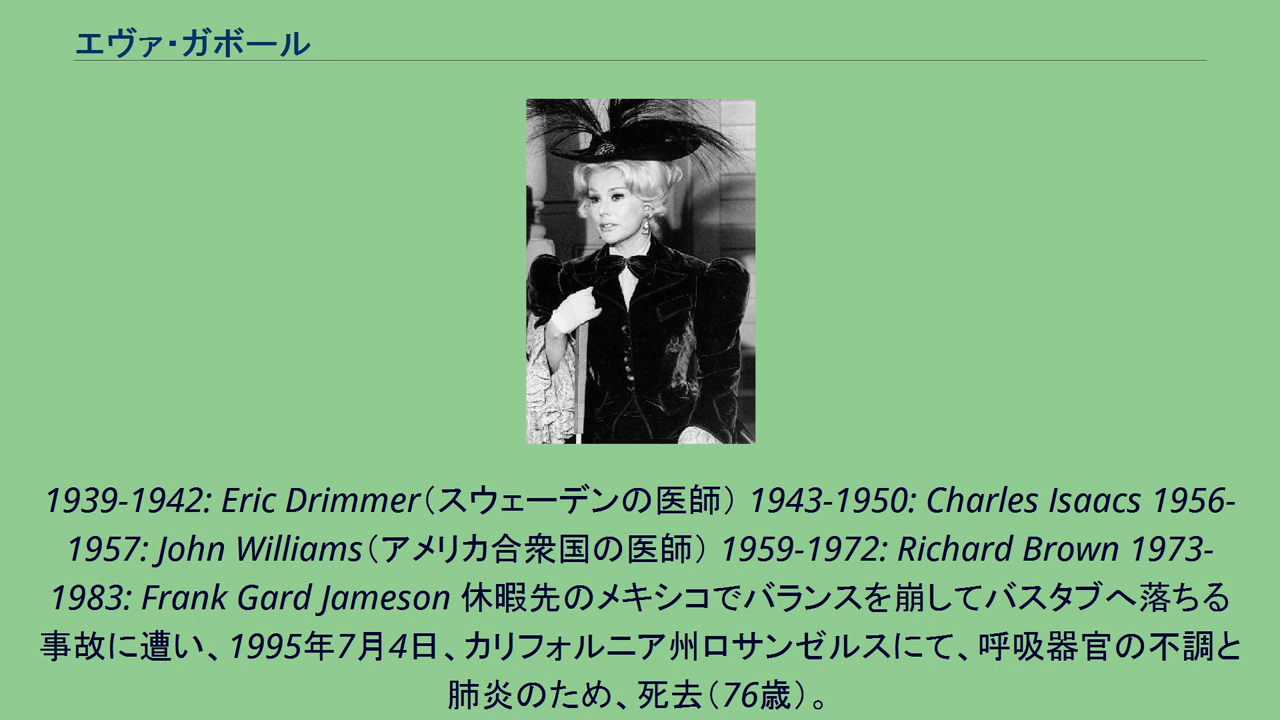 エヴァ・ガボール
1939-1942: Eric Drimmer（スウェーデンの医師） 1943-1950: Charles Isaacs 1956-
1957: John Williams（アメリカ合衆国の医師） 1959-1972: Richard Brown 1973-
1983: Frank Gard Jameson 休暇先のメキシコでバランスを崩してバスタブへ落ちる
事故に遭い、1995年7月4日、カリフォルニア州ロサンゼルスにて、呼吸器官の不調と
肺炎のため、死去（76歳）。